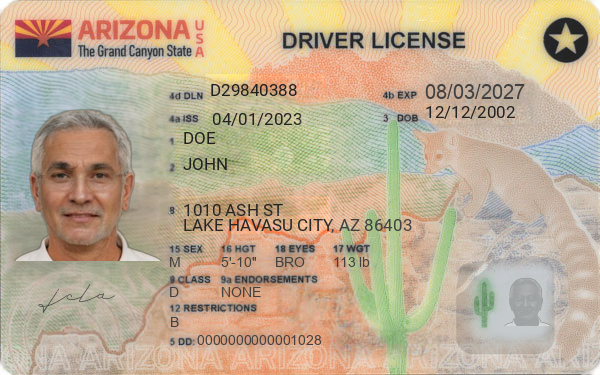 ARIZONA USA
The Grand Canyon State
DRIVER LICENSE
4d DLN D29840388
4b EXP 08/03/2027
4a ISS 04/01/2023
3 DOB 12/12/2002
1 DOE
2 JOHN
8 1010 ASH ST
LAKE HAVASU CITY, AZ 86403
15 SEX 16 HGT 18 EYES 17 WGT
M 5'-10" BRO 113 lb
9 CLASS 9a ENDORSEMENTS
D NONE
12 RESTRICTIONS
B
5 DD: 0000000000001028
ARIZONA ARIZONA ARIZONA ARIZONA